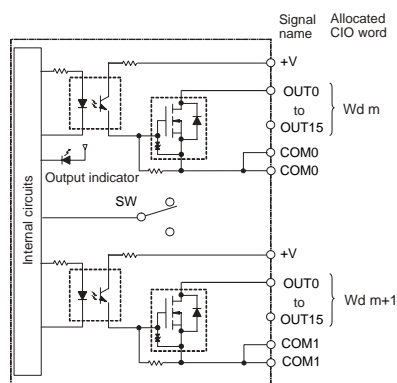 Signal name
Allocated CIO word
+V
OUT0
to
OUT15
Wd m
COM0
COM0
Output indicator
SW
Internal circuits
+V
OUT0
to
OUT15
Wd m+1
COM1
COM1